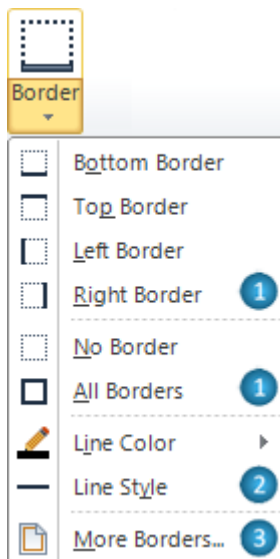 Border
Bottom Border
Top Border
Left Border
Right Border 1
No Border
All Borders 1
Line Color
Line Style 2
More Borders... 3